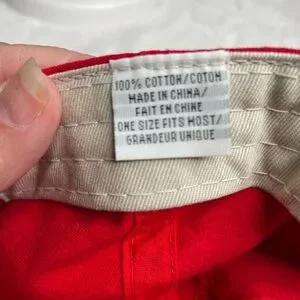 100% COTTON/COTON
MADE IN CHINA/
FAIT EN CHINE
ONE SIZE FITS MOST/
GRANDEUR UNIQUE